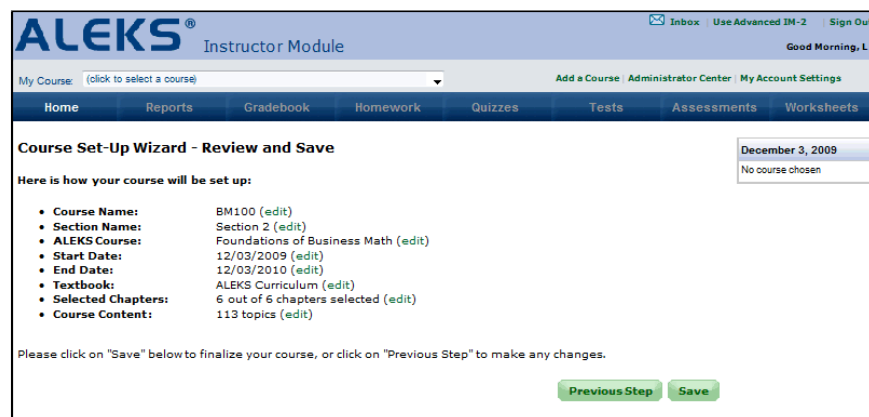 ALEKS® Instructor Module
Inbox | Use Advanced IM-2 | Sign Out
Good Morning, L
My Course: (click to select a course)
Add a Course | Administrator Center | My Account Settings
Home Reports Gradebook Homework Quizzes Tests Assessments Worksheets
Course Set-Up Wizard - Review and Save
December 3, 2009
No course chosen
Here is how your course will be set up:
• Course Name: BM100 (edit)
• Section Name: Section 2 (edit)
• ALEKS Course: Foundations of Business Math (edit)
• Start Date: 12/03/2009 (edit)
• End Date: 12/03/2010 (edit)
• Textbook: ALEKS Curriculum (edit)
• Selected Chapters: 6 out of 6 chapters selected (edit)
• Course Content: 113 topics (edit)
Please click on "Save" below to finalize your course, or click on "Previous Step" to make any changes.
Previous Step Save